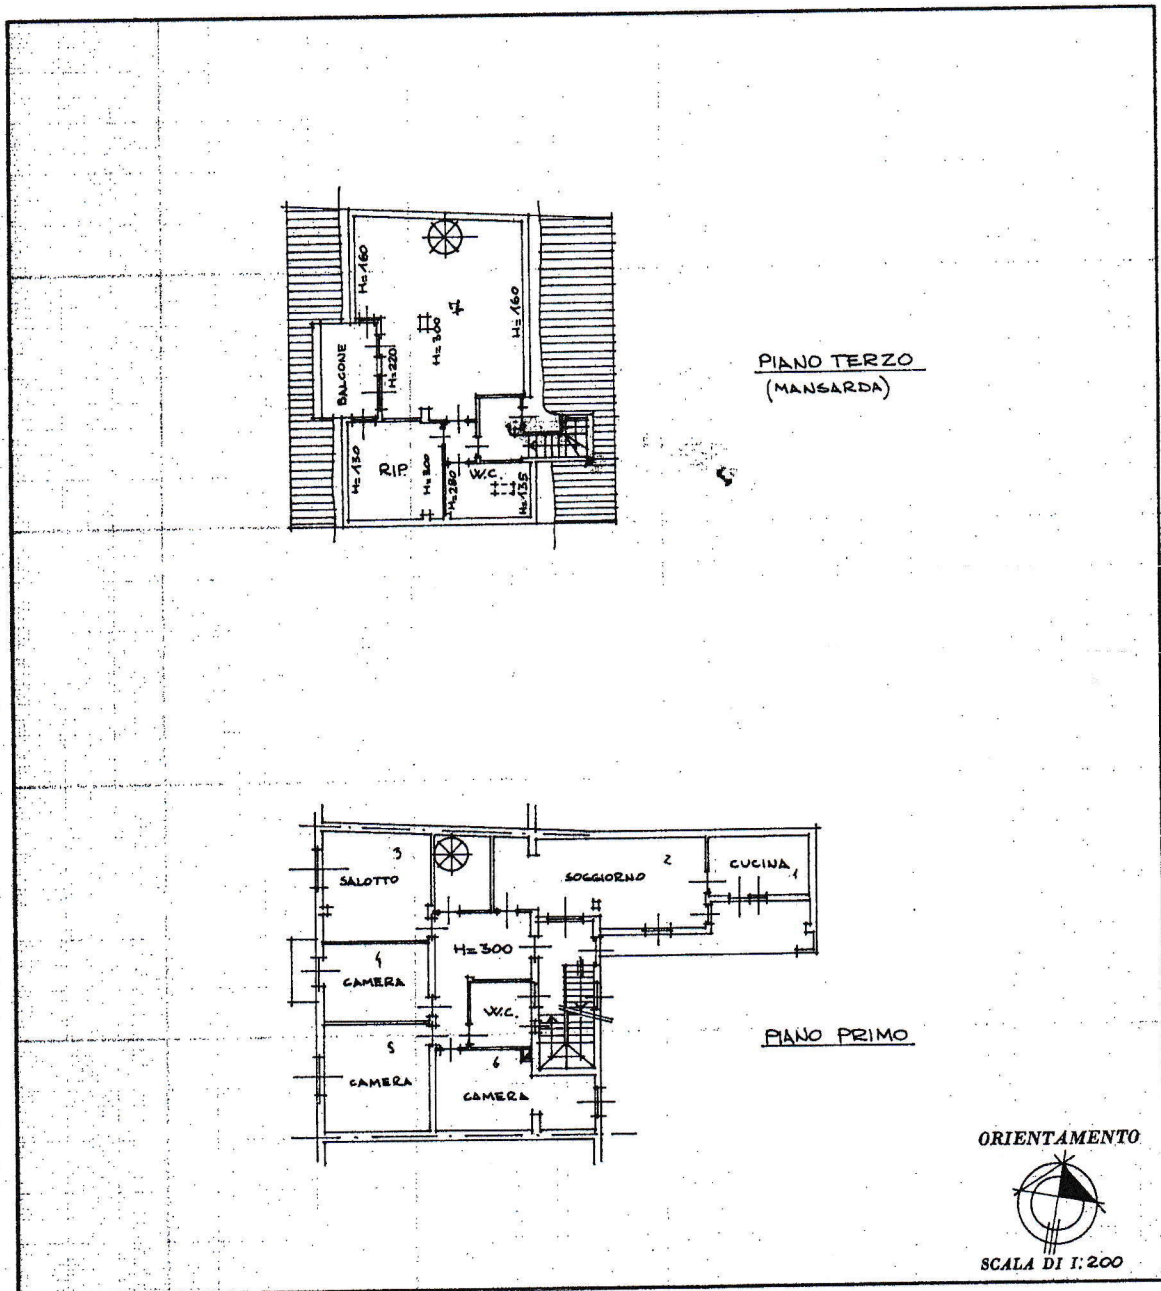 H=160
7
H=300
H=160
BALCONE
H=220
PIANO TERZO
(MANSARDA)
H=130
RIP.
H=300
H=280
W.C.
H=135
3
SALOTTO
2
SOGGIORNO
CUCINA
1
H=300
4
CAMERA
W.C.
5
CAMERA
6
CAMERA
PIANO PRIMO
ORIENTAMENTO
SCALA DI 1:200